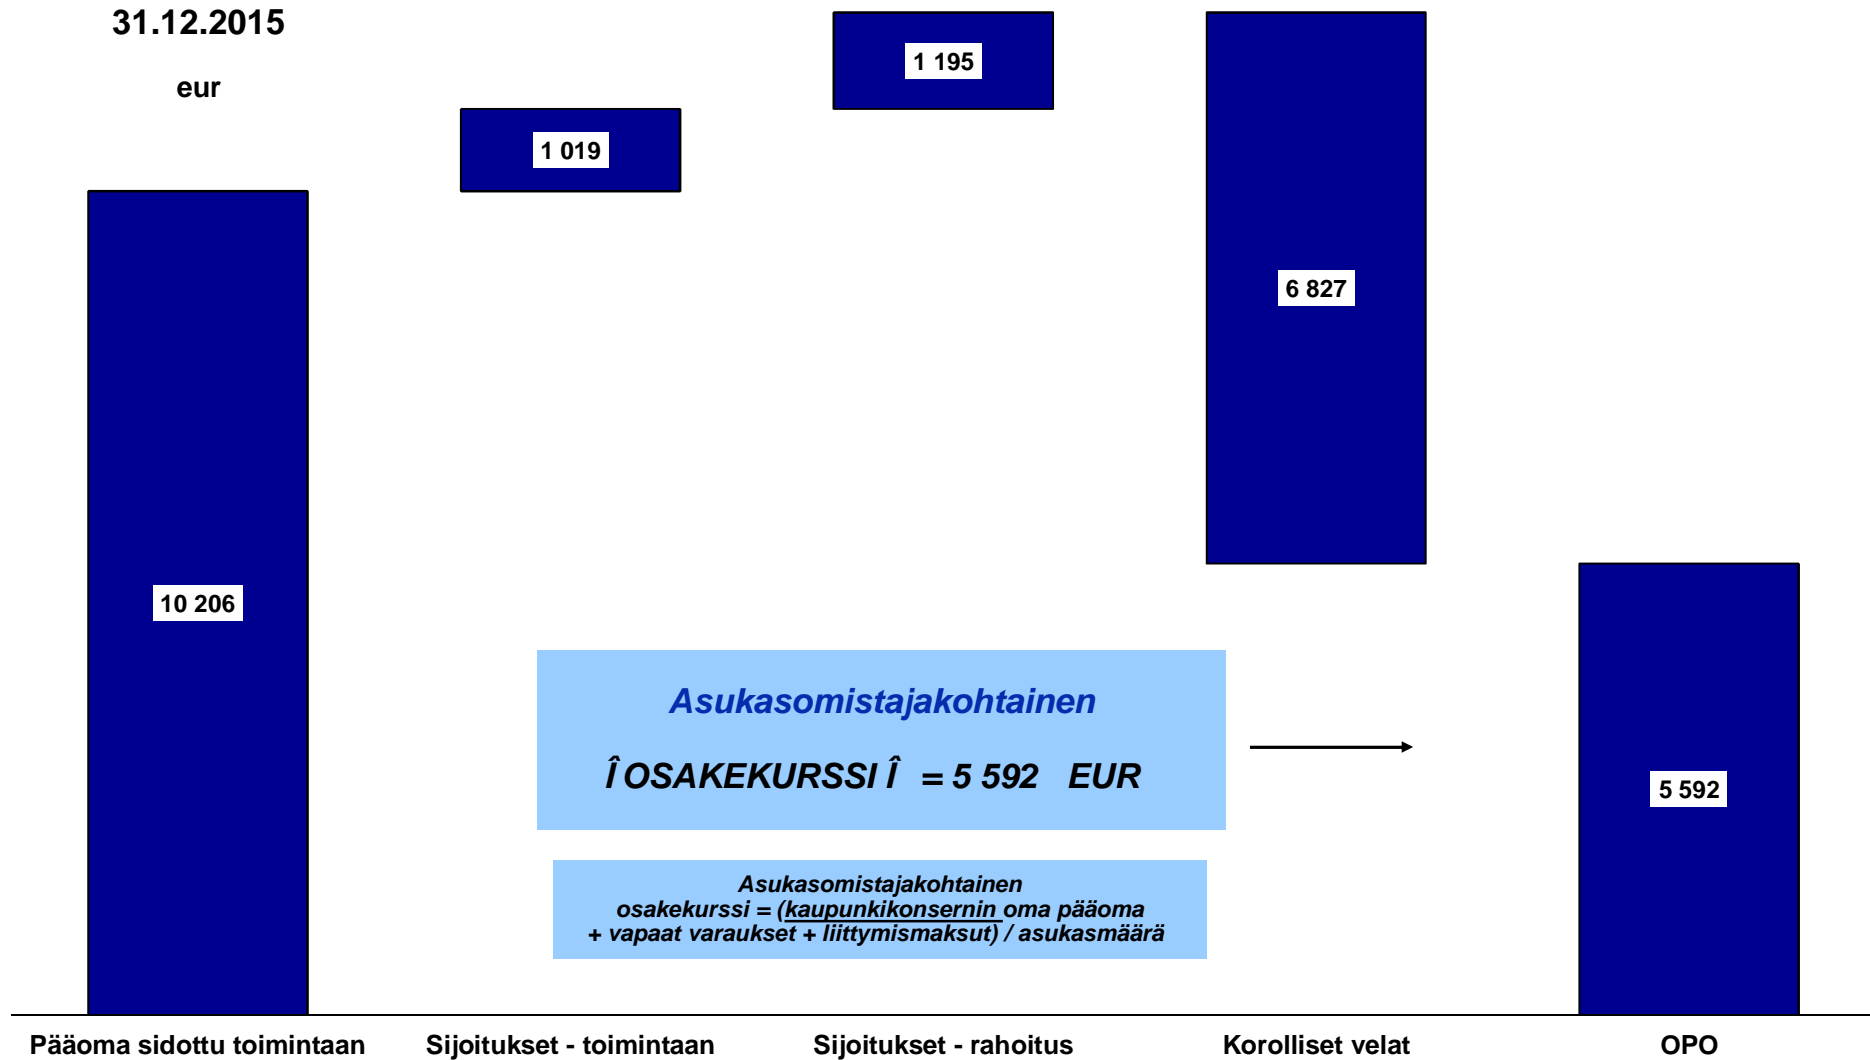 31.12.2015
eur
1 195
1 019
6 827
10 206
Asukasomistajakohtainen
Î OSAKEKURSSI Î = 5 592 EUR
5 592
Asukasomistajakohtainen
osakekurssi = (kaupunkikonsernin oma pääoma
+ vapaat varaukset + liittymismaksut) / asukasmäärä
Pääoma sidottu toimintaan
Sijoitukset - toimintaan
Sijoitukset - rahoitus
Korolliset velat
OPO